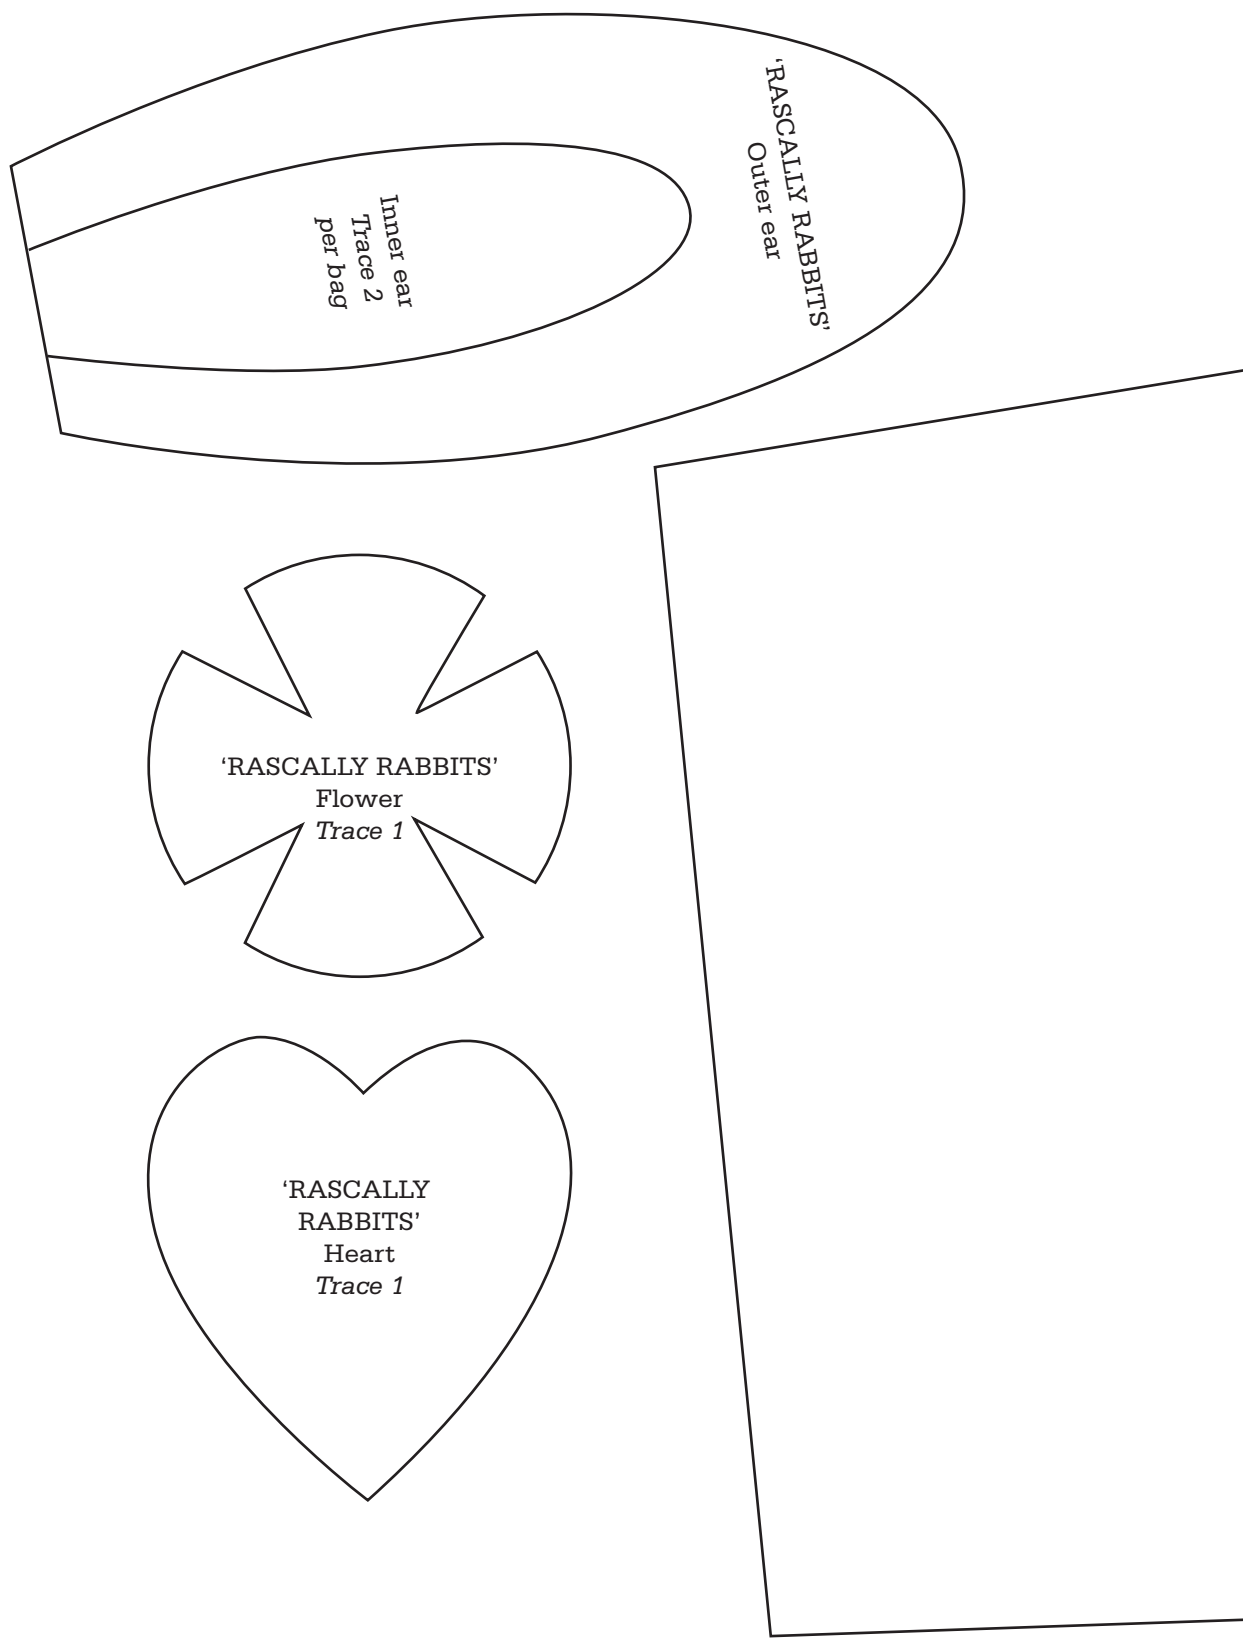 ‘RASCALLY RABBITS’
Outer ear
Inner ear
Trace 2
per bag
‘RASCALLY RABBITS’
Flower
Trace 1
‘RASCALLY
RABBITS’
Heart
Trace 1